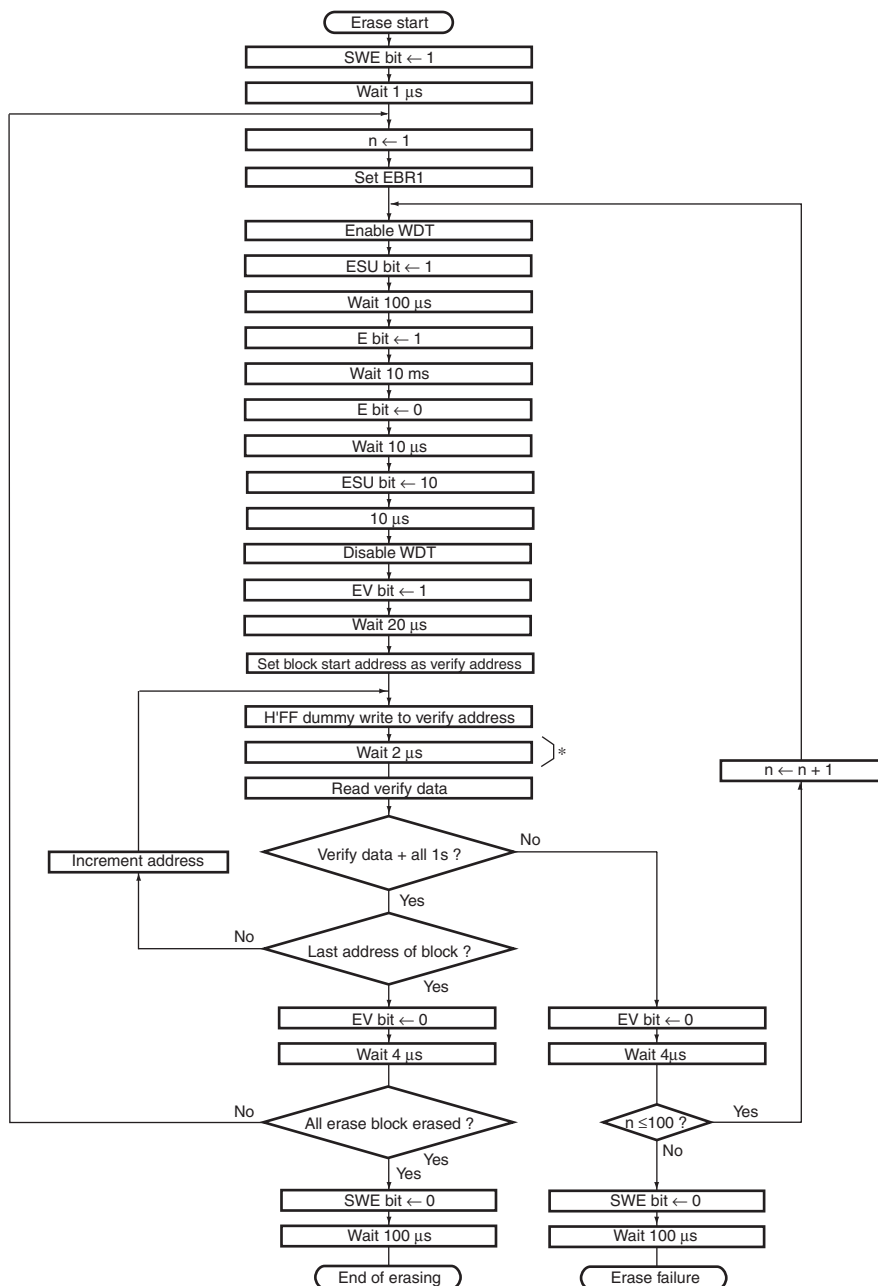 Erase start
SWE bit ← 1
Wait 1 µs
n ← 1
Set EBR1
Enable WDT
ESU bit ← 1
Wait 100 µs
E bit ← 1
Wait 10 ms
E bit ← 0
Wait 10 µs
ESU bit ← 10
10 µs
Disable WDT
EV bit ← 1
Wait 20 µs
Set block start address as verify address
H'FF dummy write to verify address
Wait 2 µs
*
n ← n + 1
Read verify data
Verify data + all 1s ?
No
Increment address
Yes
No
Last address of block ?
Yes
EV bit ← 0
EV bit ← 0
Wait 4 µs
Wait 4µs
No
All erase block erased ?
n ≤100 ?
Yes
Yes
Yes
No
SWE bit ← 0
SWE bit ← 0
Wait 100 µs
Wait 100 µs
End of erasing
Erase failure